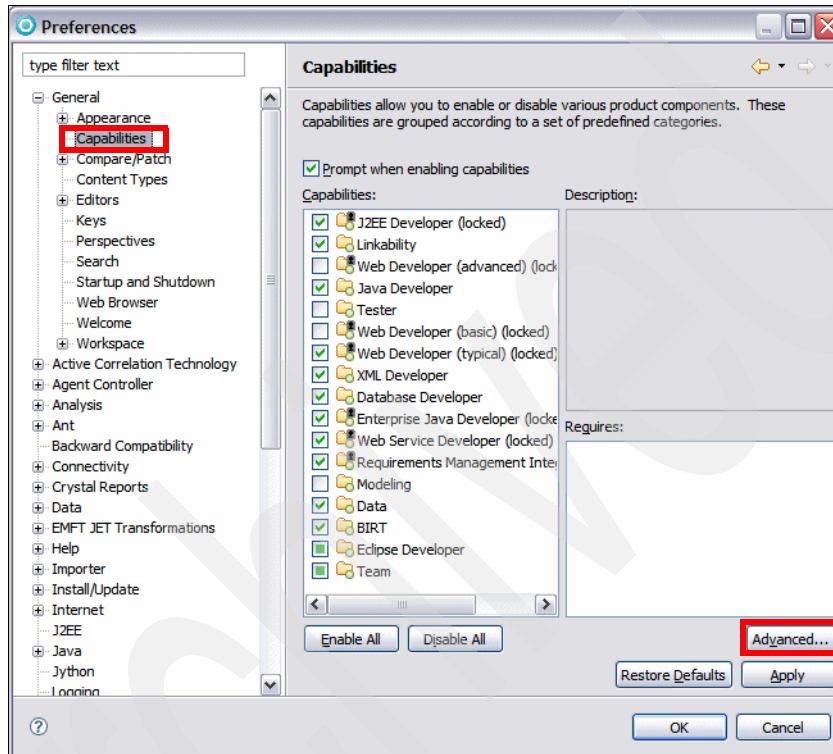 Preferences
type filter text
General
Appearance
Capabilities
Compare/Patch
Content Types
Editors
Keys
Perspectives
Search
Startup and Shutdown
Web Browser
Welcome
Workspace
Active Correlation Technology
Agent Controller
Analysis
Ant
Backward Compatibility
Connectivity
Crystal Reports
Data
EMFT JET Transformations
Help
Importer
Install/Update
Internet
J2EE
Java
Jython
Logging
Capabilities
Capabilities allow you to enable or disable various product components. These
capabilities are grouped according to a set of predefined categories.
Prompt when enabling capabilities
Capabilities:
J2EE Developer (locked)
Linkability
Web Developer (advanced) (lock
Java Developer
Tester
Web Developer (basic) (locked)
Web Developer (typical) (locked)
XML Developer
Database Developer
Enterprise Java Developer (locke
Web Service Developer (locked)
Requirements Management Inte
Modeling
Data
BIRT
Eclipse Developer
Team
Description:
Requires:
Enable All
Disable All
Advanced...
Restore Defaults
Apply
?
OK
Cancel